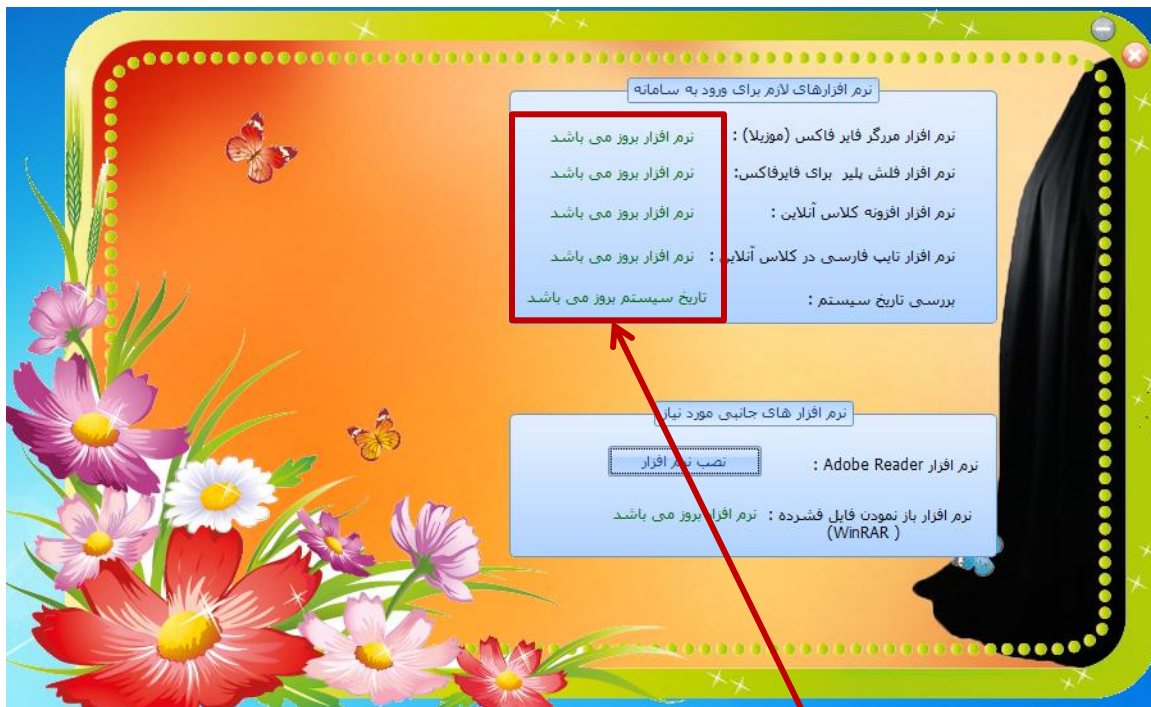 نرم افزارهای لازم برای ورود به سامانه
نرم افزار مررگر فایر فاکس (موزیلا) : نرم افزار بروز می باشد
نرم افزار فلش پلیر برای فایرفاکس: نرم افزار بروز می باشد
نرم افزار افزونه کلاس آنلاین : نرم افزار بروز می باشد
نرم افزار تایپ فارسی در کلاس آنلاین : نرم افزار بروز می باشد
بررسی تاریخ سیستم : تاریخ سیستم بروز می باشد
نرم افزار های جانبی مورد نیاز
نرم افزار Adobe Reader : نصب نرم افزار
نرم افزار باز نمودن فایل فشرده : نرم افزار بروز می باشد
(WinRAR )